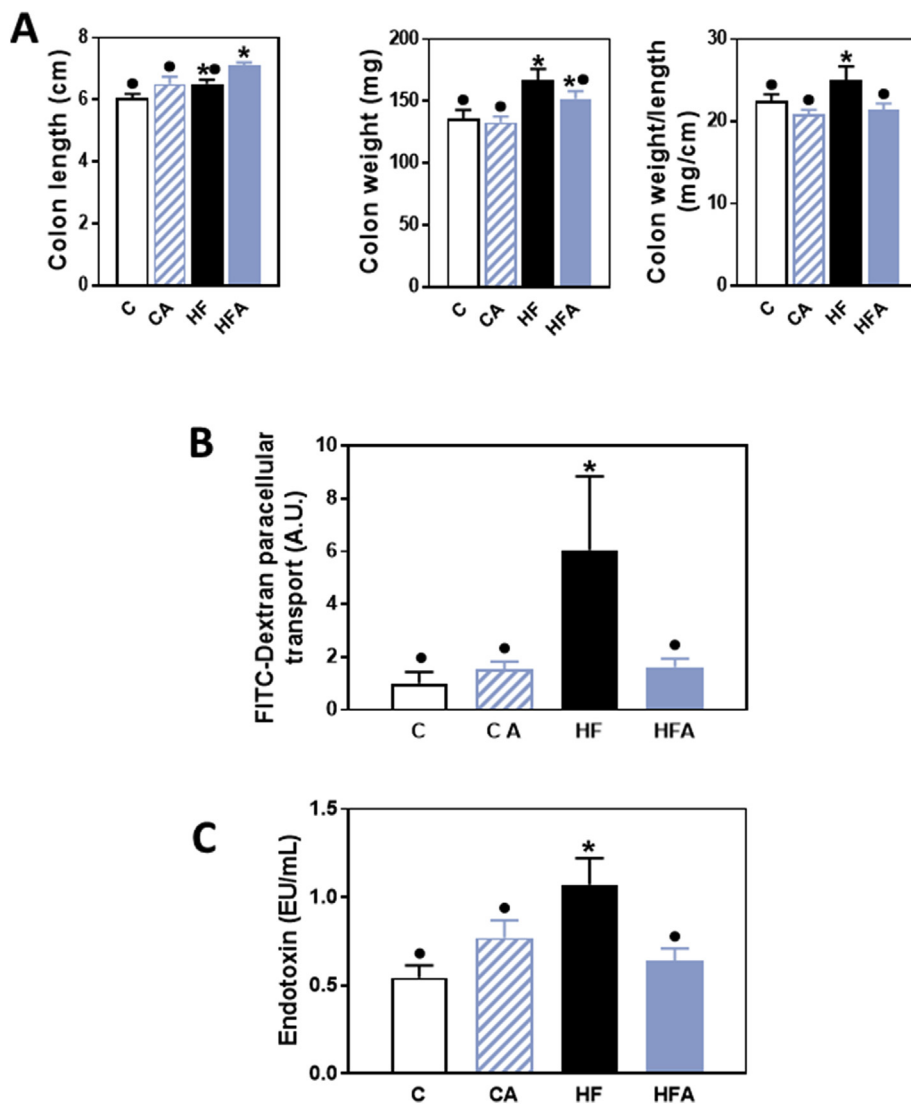 A
Colon length (cm)
8
6
4
2
0
● ● *● *
C CA HF HFA
Colon weight (mg)
200
150
100
50
0
● ● * *●
C CA HF HFA
Colon weight/length
(mg/cm)
30
20
10
0
● ● * ●
C CA HF HFA
B
FITC-Dextran paracellular
transport (A.U.)
10
8
6
4
2
0
● ● * ●
C C A HF HFA
C
Endotoxin (EU/mL)
1.5
1.0
0.5
0.0
● ● * ●
C CA HF HFA